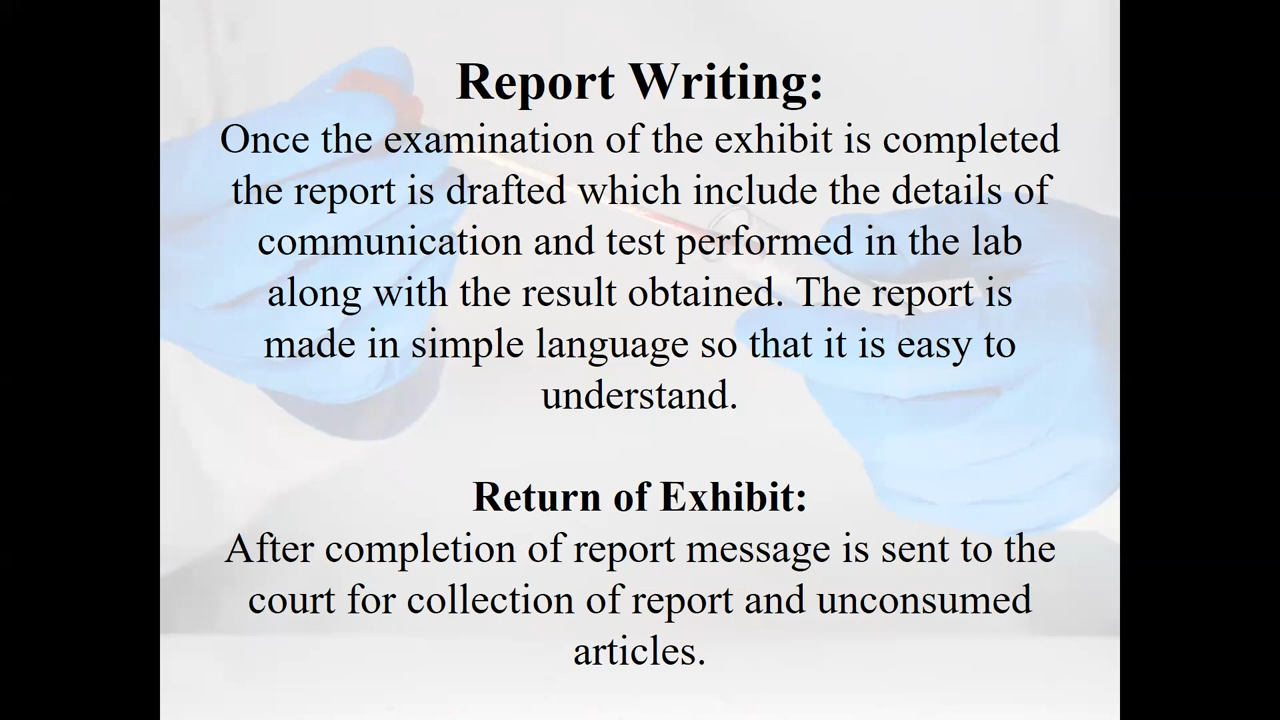 Report Writing:
Once the examination of the exhibit is completed
the report is drafted which include the details of
communication and test performed in the lab
along with the result obtained. The report is
made in simple language so that it is easy to
understand.
Return of Exhibit:
After completion of report message is sent to the
court for collection of report and unconsumed
articles.